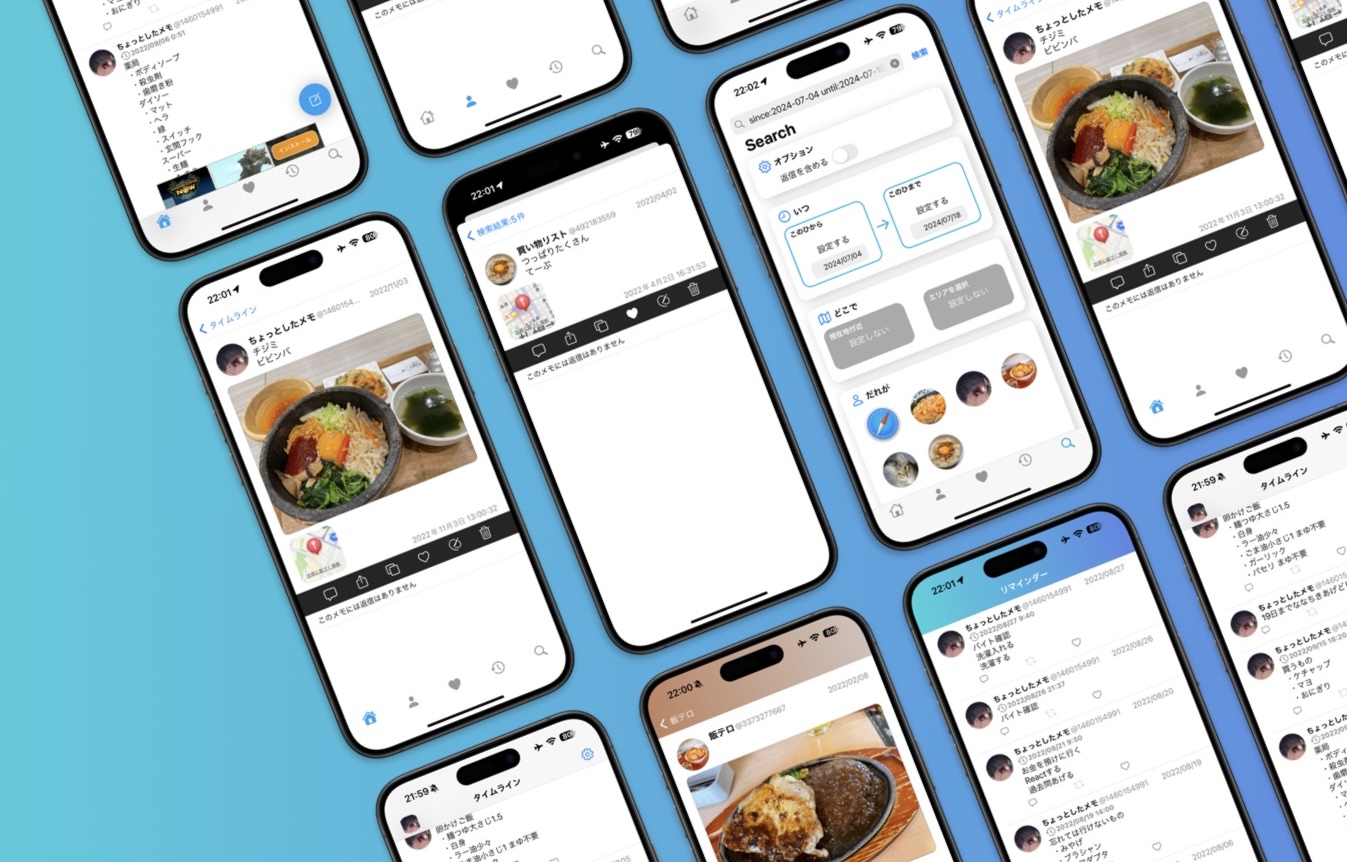 ・おにぎり
ちょっとしたメモ@1460154991
2022/09/06 0:51
薬局
・ボディソープ
・殺虫剤
・歯磨き粉
ダイソー
・マット
・ヘラ
・緑
・スイッチ
・玄関フック
スーパー
・生麺
インストール
このメモには返信はありません
22:01
80
タイムライン
ちょっとしたメモ@1460154...
2022/11/03
チジミ
ビビンバ
2022年11月3日 13:00:32
このメモには返信はありません
22:01
79
検索結果:5件
買い物リスト@492183559
2022/04/02
つっぱりたくさん
てーぷ
2022年4月2日 16:31:53
このメモには返信はありません
22:02
79
since:2024-07-04 until:2024-07-1
検索
Search
オプション
返信を含める
いつ
このひから
設定する
2024/07/04
このひまで
設定する
2024/07/18
どこで
現在地付近
設定しない
エリアを選択
設定しない
だれが
タイムライン
ちょっとしたメモ
チジミ
ビビンバ
2022年11月3日 13:00:32
このメモには返信はありません
21:59
80
タイムライン
卵かけご飯
・麺つゆ大さじ1.5
・白身
・ラー油少々
・ごま油小さじ1 まゆ不要
22:00
80
飯テロ
飯テロ@3373277667
2022/02/08
22:01
80
リマインダー
ちょっとしたメモ@1460154991
2022/08/27
2022/08/27 9:40
バイト確認
洗濯入れる
洗濯する
ちょっとしたメモ@1460154991
2022/08/26
2022/08/26 21:37
バイト確認
ちょっとしたメモ@1460154991
2022/08/20
2022/08/21 9:50
お金を預けに行く
Reactする
過去問あげる
ちょっとしたメモ@1460154991
2022/08/19
2022/08/19 14:00
忘れては行けないもの
・みやげ
・ブラシャン
2022/08/06
21:59
タイムライン
卵かけご飯
・麺つゆ大さじ1.5
・白身
・ラー油少々
・ごま油小さじ1 まゆ不要
・ガーリック
・パセリ まゆ不要
ちょっとしたメモ@14601549
19日までななちきあげど
ちょっとしたメモ@14
2022/09/15 18:20
買うもの
・ケチャップ
・マヨ
・おにぎり
ちょっとしたメモ
薬局
・ボディ
・殺虫
・歯磨